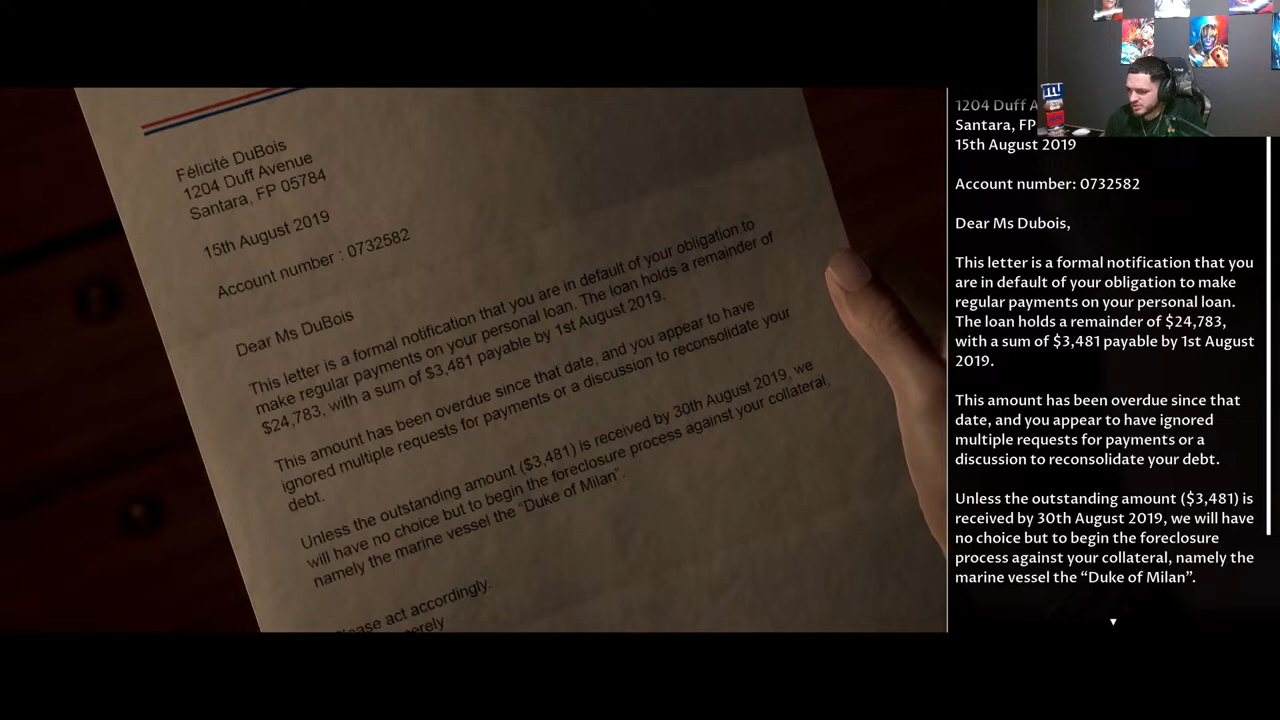 Félicité DuBois
1204 Duff Avenue
Santara, FP 05784
15th August 2019
Account number : 0732582
Dear Ms DuBois
This letter is a formal notification that you are in default of your obligation to
make regular payments on your personal loan. The loan holds a remainder of
$24,783, with a sum of $3,481 payable by 1st August 2019.
This amount has been overdue since that date, and you appear to have
ignored multiple requests for payments or a discussion to reconsolidate your
debt.
Unless the outstanding amount ($3,481) is received by 30th August 2019, we
will have no choice but to begin the foreclosure process against your collateral,
namely the marine vessel the “Duke of Milan”.
act accordingly.
1204 Duff A
Santara, FP
15th August 2019
Account number: 0732582
Dear Ms Dubois,
This letter is a formal notification that you
are in default of your obligation to make
regular payments on your personal loan.
The loan holds a remainder of $24,783,
with a sum of $3,481 payable by 1st August
2019.
This amount has been overdue since that
date, and you appear to have ignored
multiple requests for payments or a
discussion to reconsolidate your debt.
Unless the outstanding amount ($3,481) is
received by 30th August 2019, we will have
no choice but to begin the foreclosure
process against your collateral, namely the
marine vessel the “Duke of Milan”.